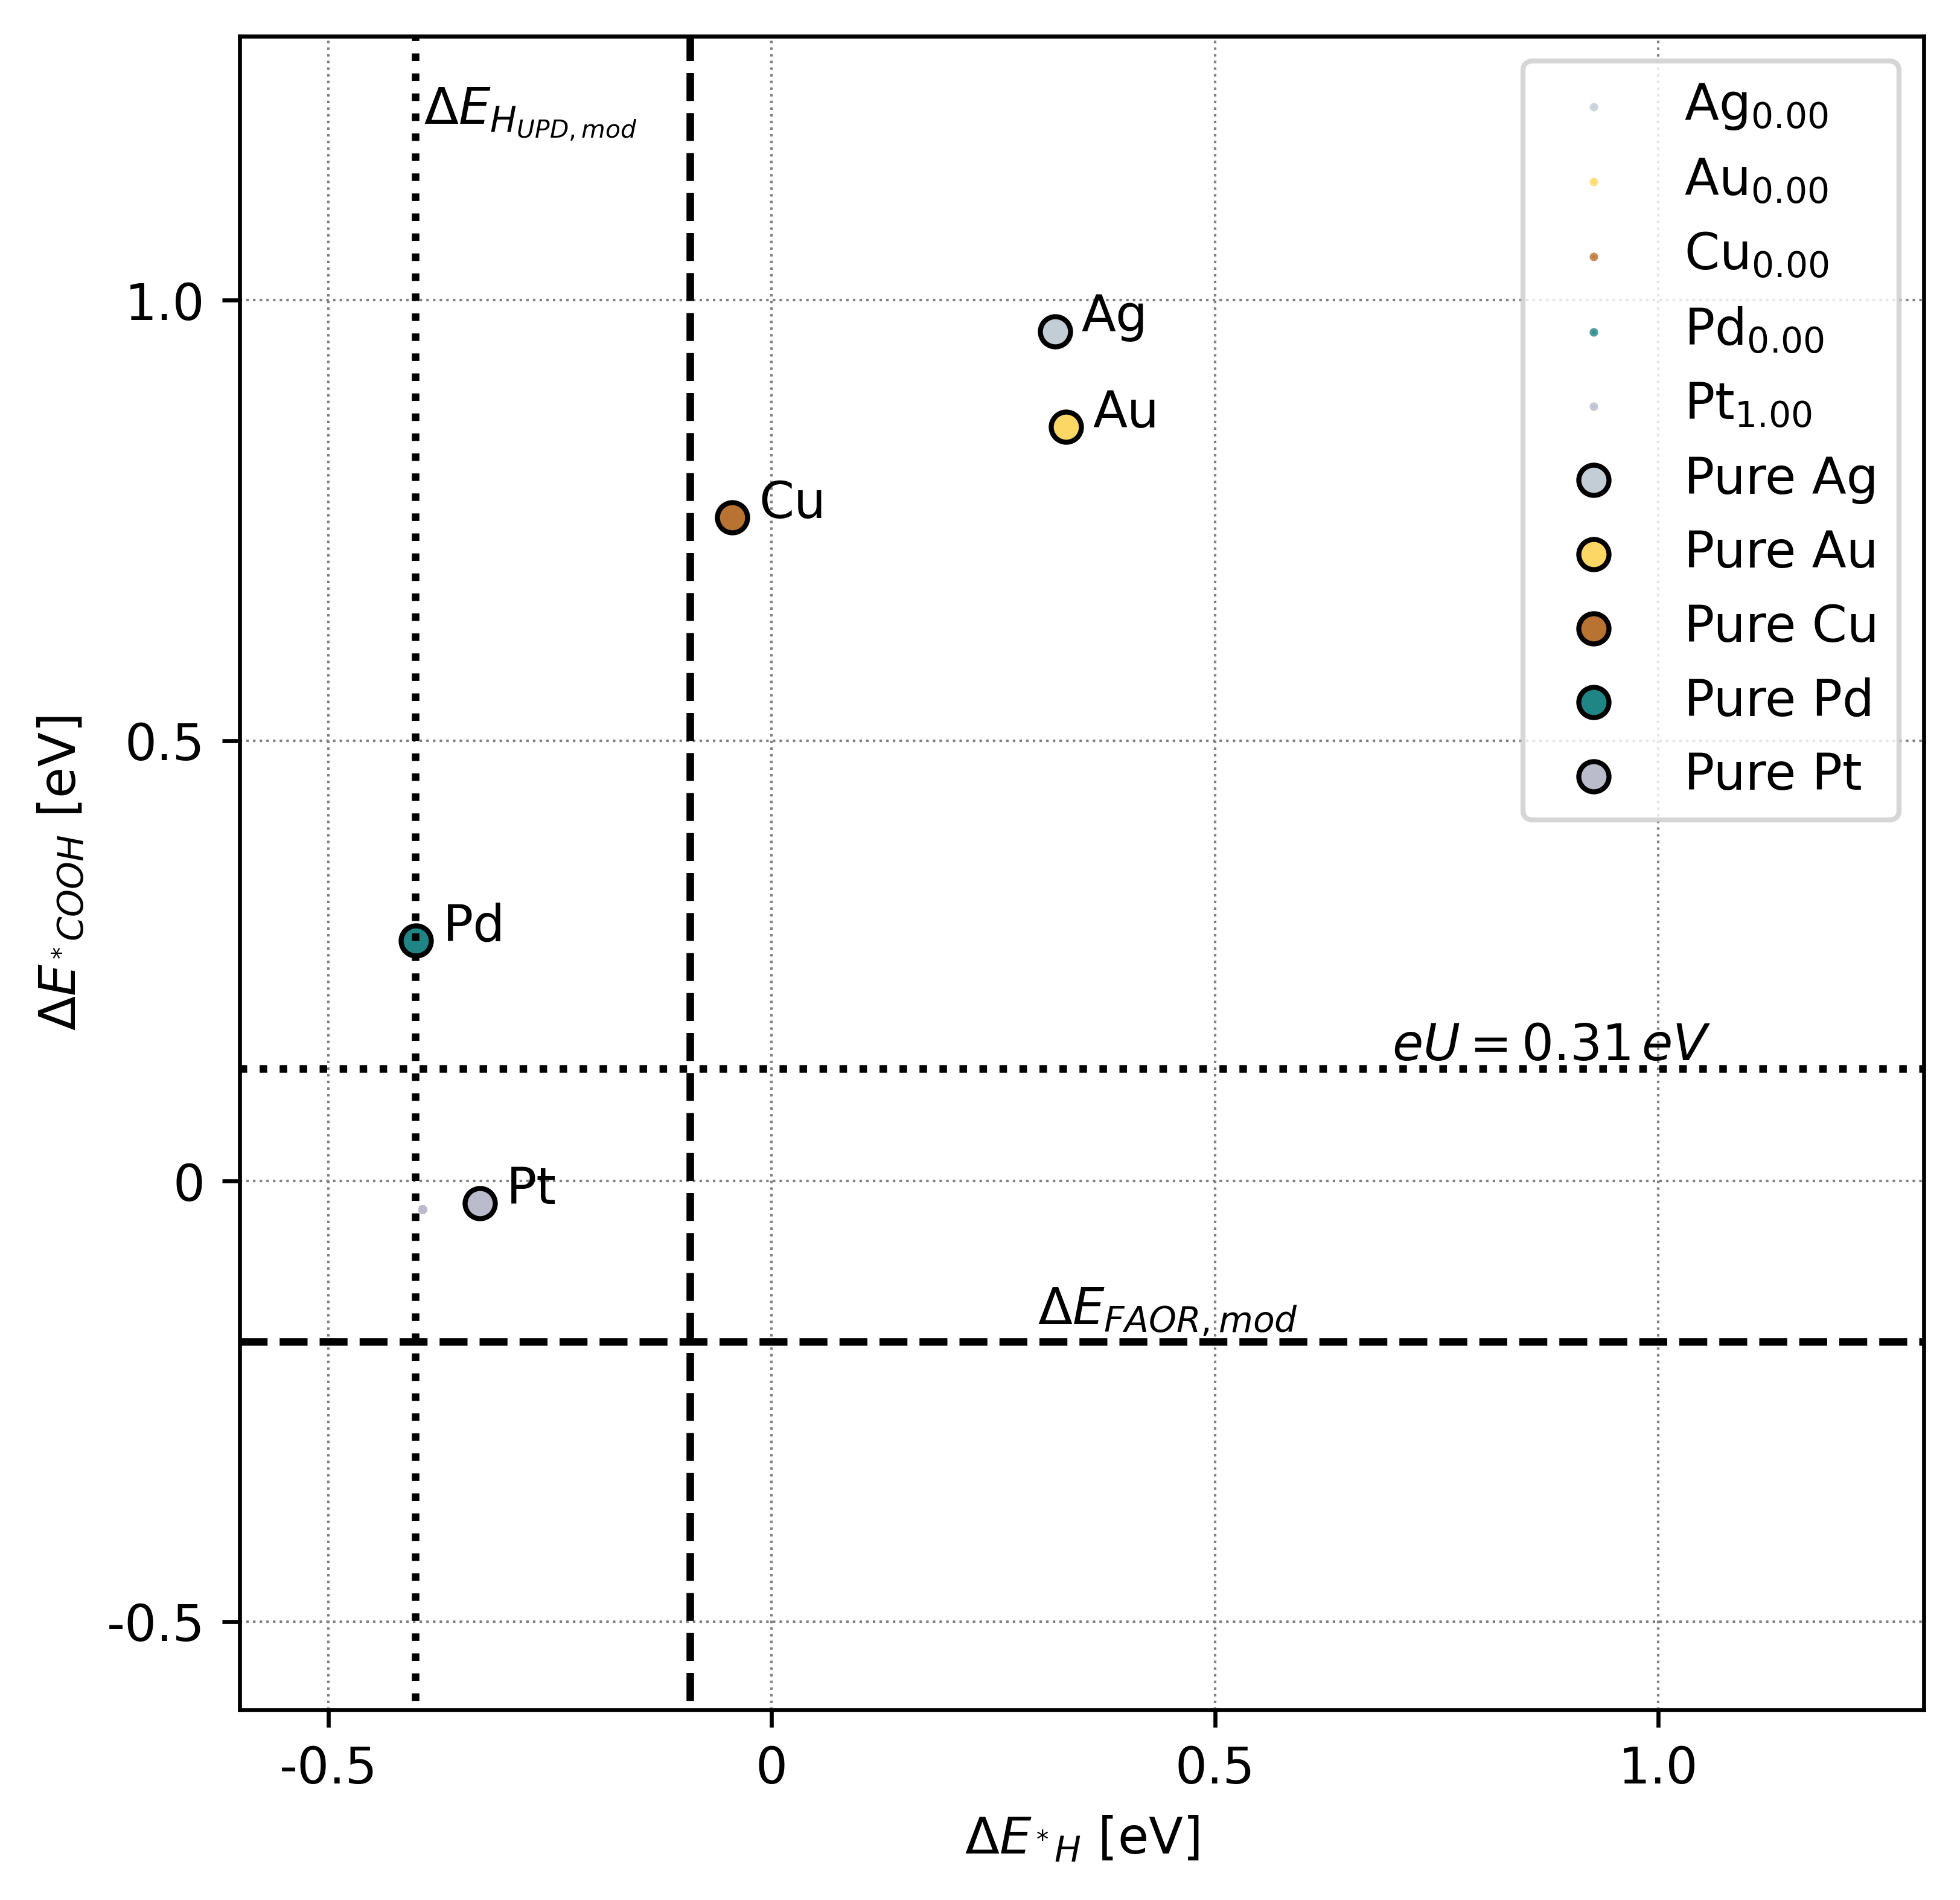 ΔE_{H_{UPD, mod}}
Ag_{0.00}
Au_{0.00}
Cu_{0.00}
Pd_{0.00}
Pt_{1.00}
Pure Ag
Pure Au
Pure Cu
Pure Pd
Pure Pt
Ag
Au
Cu
Pd
Pt
eU = 0.31 eV
ΔE_{FAOR, mod}
1.0
0.5
0
-0.5
ΔE_{*COOH} [eV]
-0.5 0 0.5 1.0
ΔE_{*H} [eV]